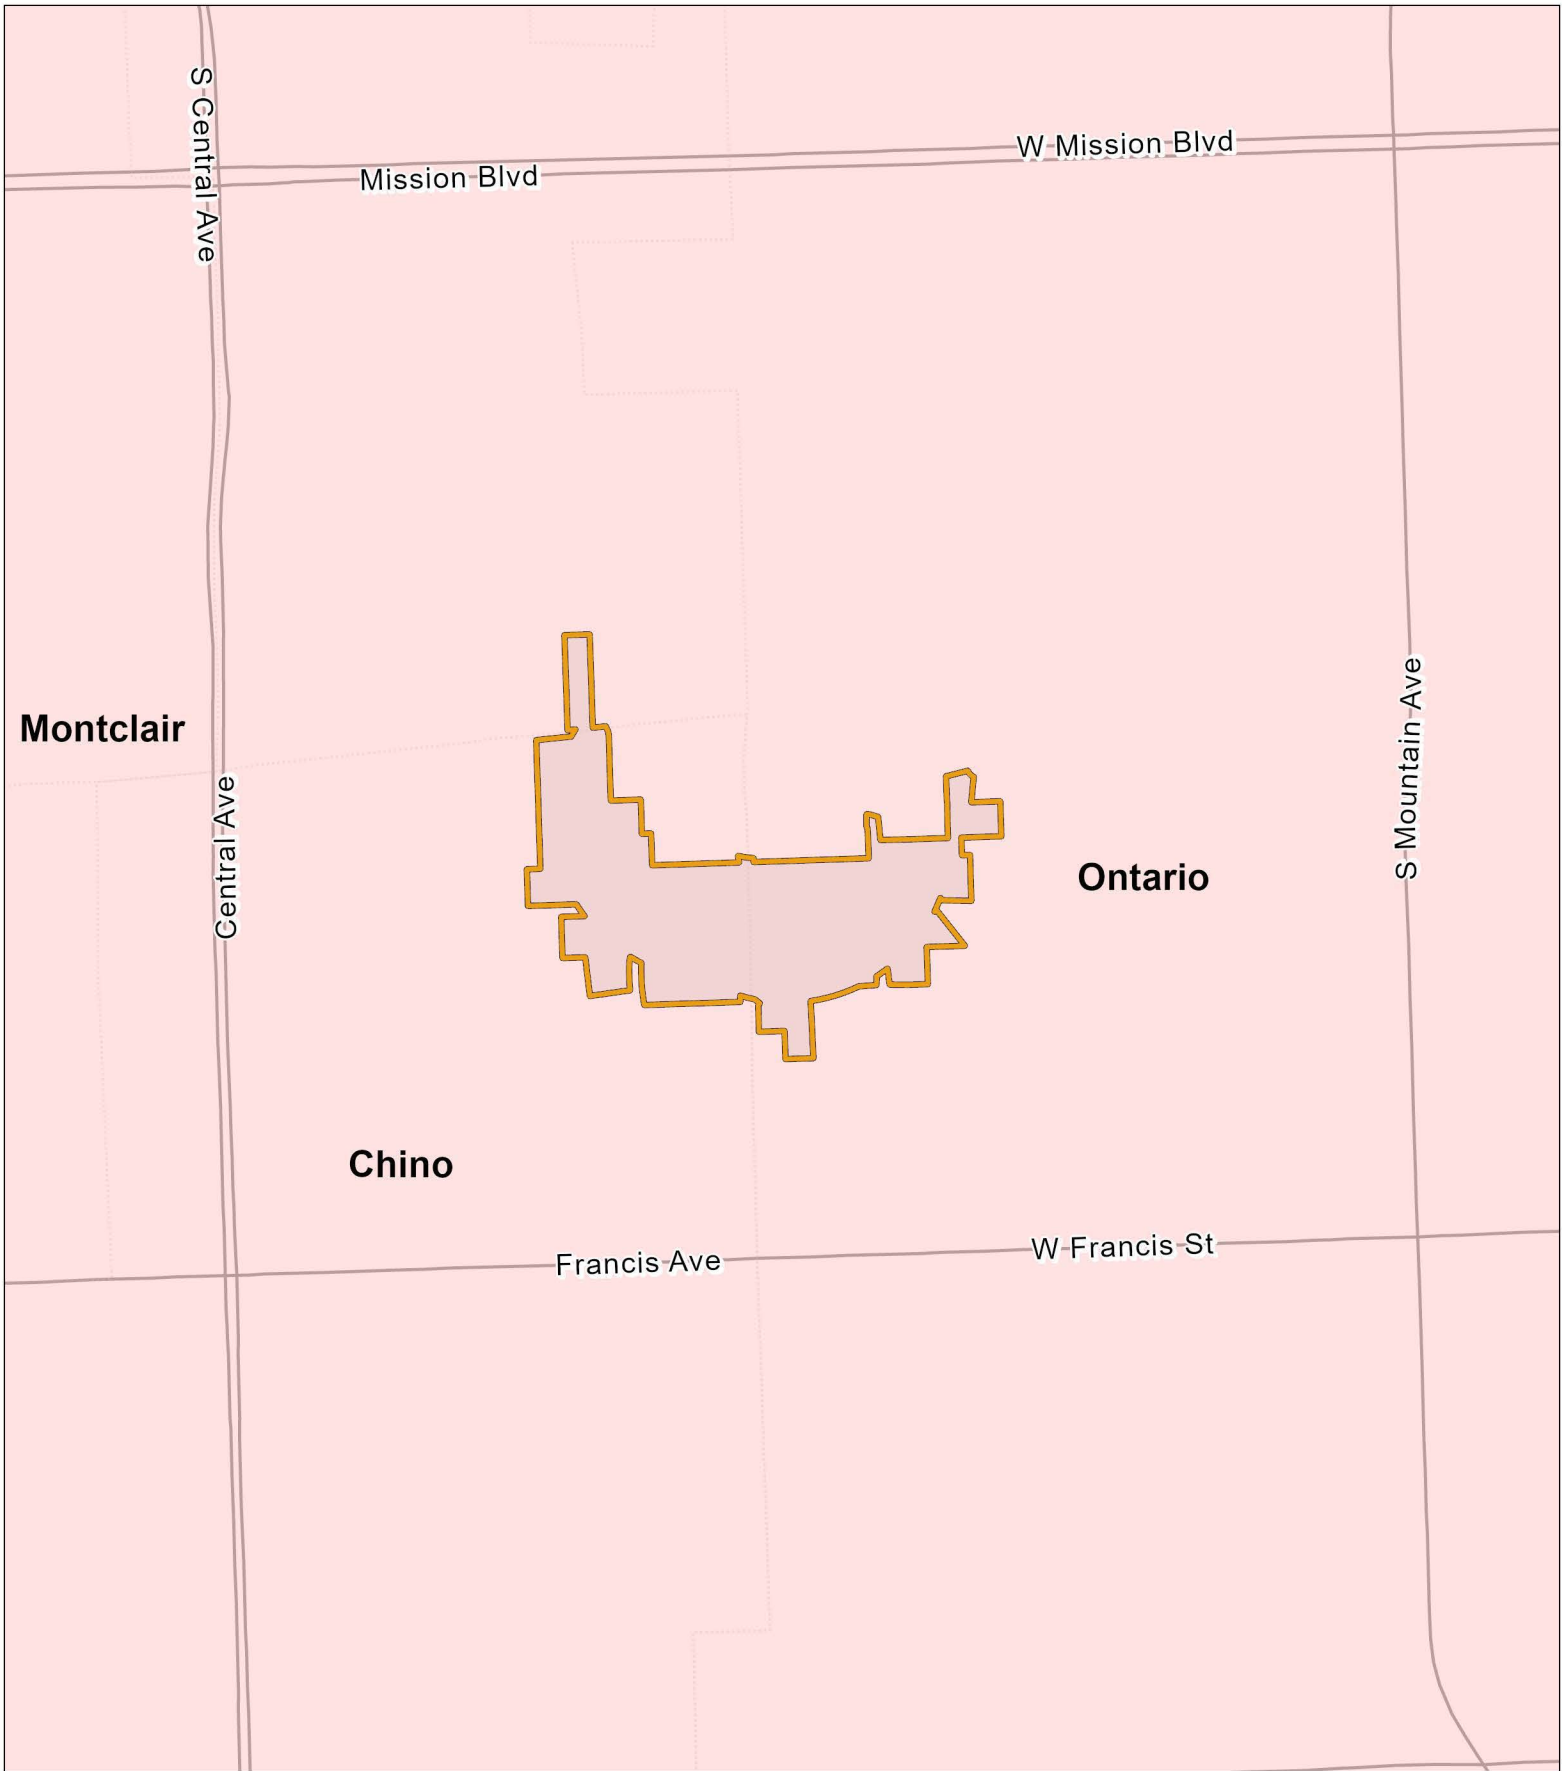 S Central Ave
W Mission Blvd
Mission Blvd
Montclair
S Mountain Ave
Central Ave
Ontario
Chino
W Francis St
Francis Ave